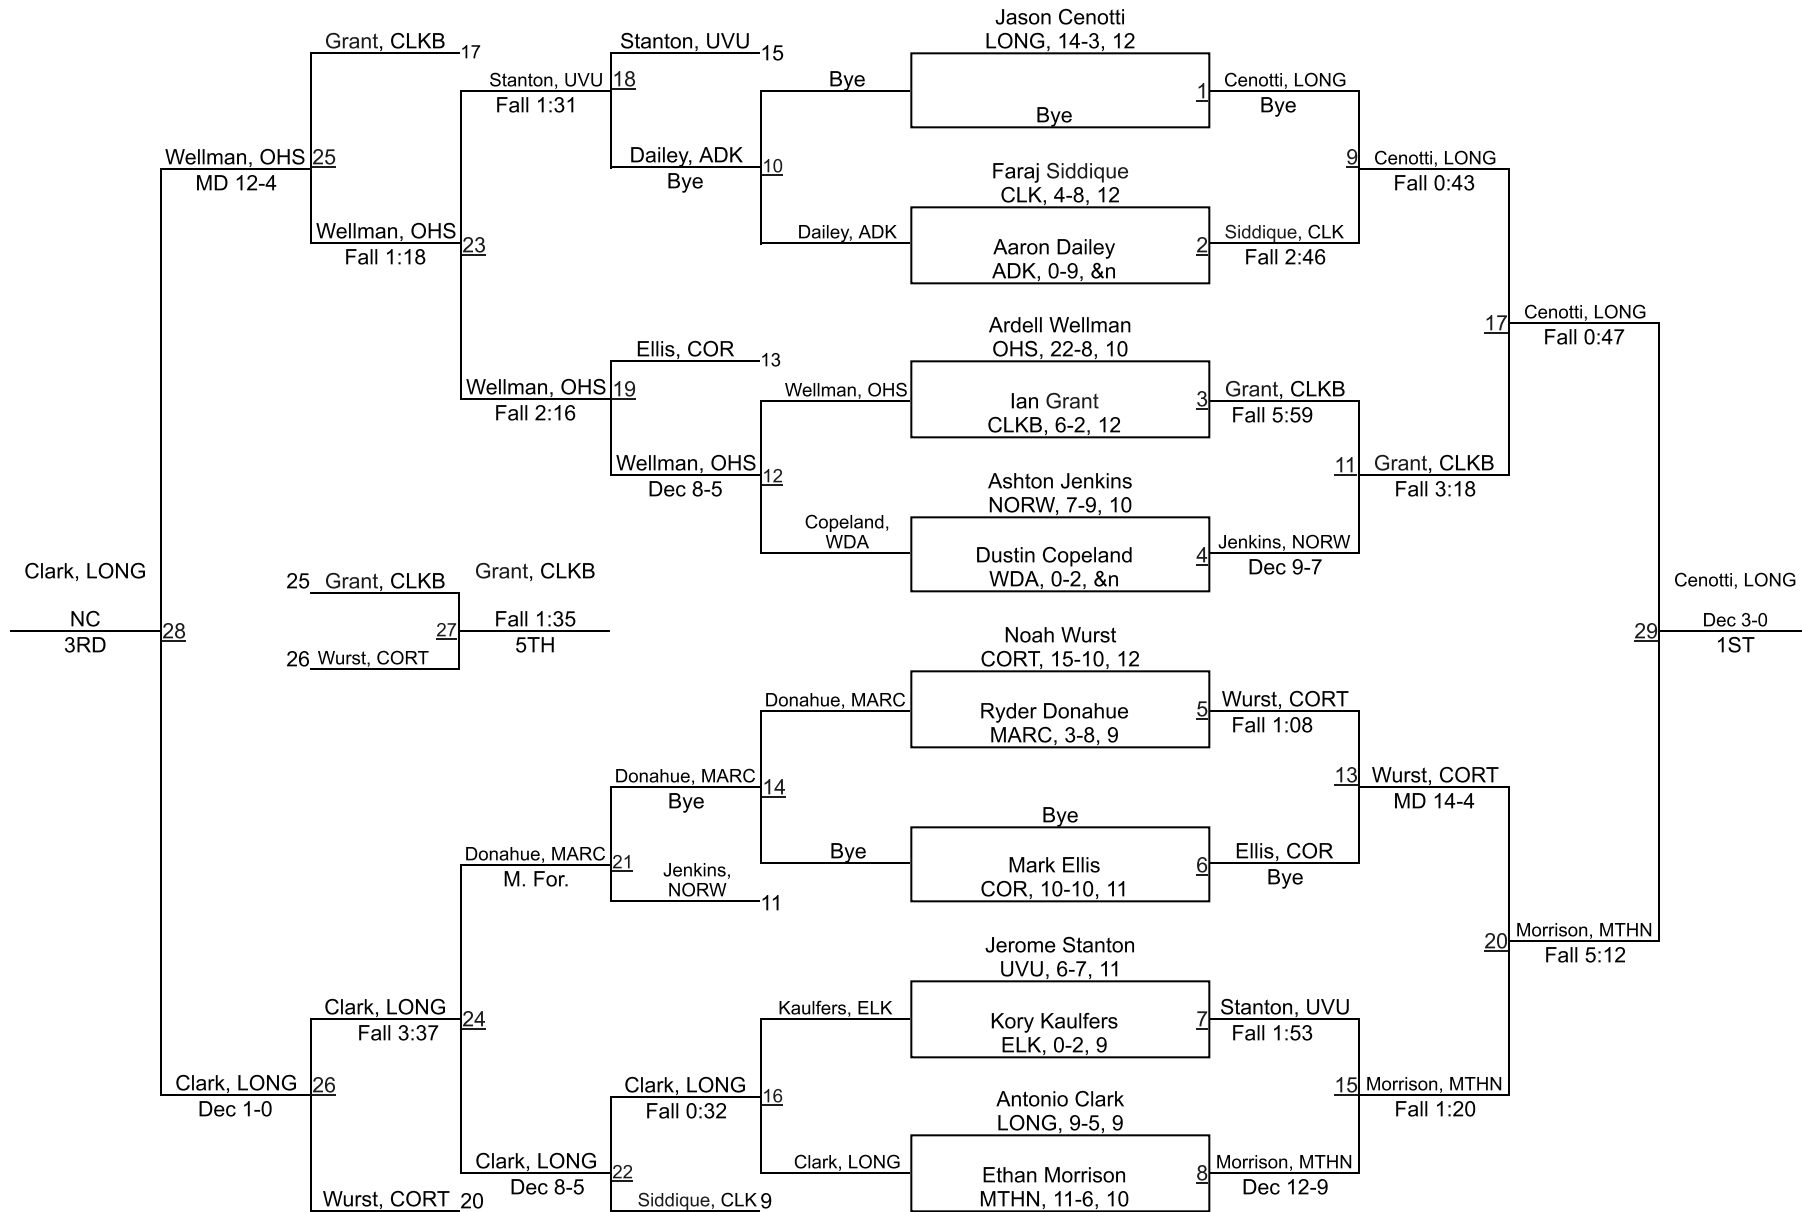 Jason Cenotti
LONG, 14-3, 12
Grant, CLKB
17
Stanton, UVU
15
Stanton, UVU
18
Fall 1:31
Bye
1
Cenotti, LONG
Bye
Bye
Wellman, OHS
25
MD 12-4
Dailey, ADK
Bye
10
Faraj Siddique
CLK, 4-8, 12
9
Cenotti, LONG
Fall 0:43
Wellman, OHS
Fall 1:18
23
Dailey, ADK
Aaron Dailey
ADK, 0-9, &n
2
Siddique, CLK
Fall 2:46
Ardell Wellman
OHS, 22-8, 10
17
Cenotti, LONG
Fall 0:47
Ellis, COR
13
Wellman, OHS
19
Fall 2:16
Wellman, OHS
Ian Grant
CLKB, 6-2, 12
3
Grant, CLKB
Fall 5:59
Wellman, OHS
Dec 8-5
12
Ashton Jenkins
NORW, 7-9, 10
11
Grant, CLKB
Fall 3:18
Copeland,
WDA
Dustin Copeland
WDA, 0-2, &n
4
Jenkins, NORW
Dec 9-7
Clark, LONG
NC
3RD
28
25
Grant, CLKB
Grant, CLKB
Fall 1:35
5TH
27
26
Wurst, CORT
Cenotti, LONG
Dec 3-0
1ST
29
Noah Wurst
CORT, 15-10, 12
Donahue, MARC
Ryder Donahue
MARC, 3-8, 9
5
Wurst, CORT
Fall 1:08
Donahue, MARC
Bye
14
13
Wurst, CORT
MD 14-4
Bye
Donahue, MARC
M. For.
21
Jenkins,
NORW
11
Bye
Mark Ellis
COR, 10-10, 11
6
Ellis, COR
Bye
Jerome Stanton
UVU, 6-7, 11
20
Morrison, MTHN
Fall 5:12
Clark, LONG
Fall 3:37
24
Kaulfers, ELK
Kory Kaulfers
ELK, 0-2, 9
7
Stanton, UVU
Fall 1:53
Clark, LONG
Dec 1-0
26
Clark, LONG
Fall 0:32
16
Antonio Clark
LONG, 9-5, 9
15
Morrison, MTHN
Fall 1:20
Clark, LONG
Dec 8-5
22
Clark, LONG
Ethan Morrison
MTHN, 11-6, 10
8
Morrison, MTHN
Dec 12-9
Wurst, CORT
20
Siddique, CLK
9